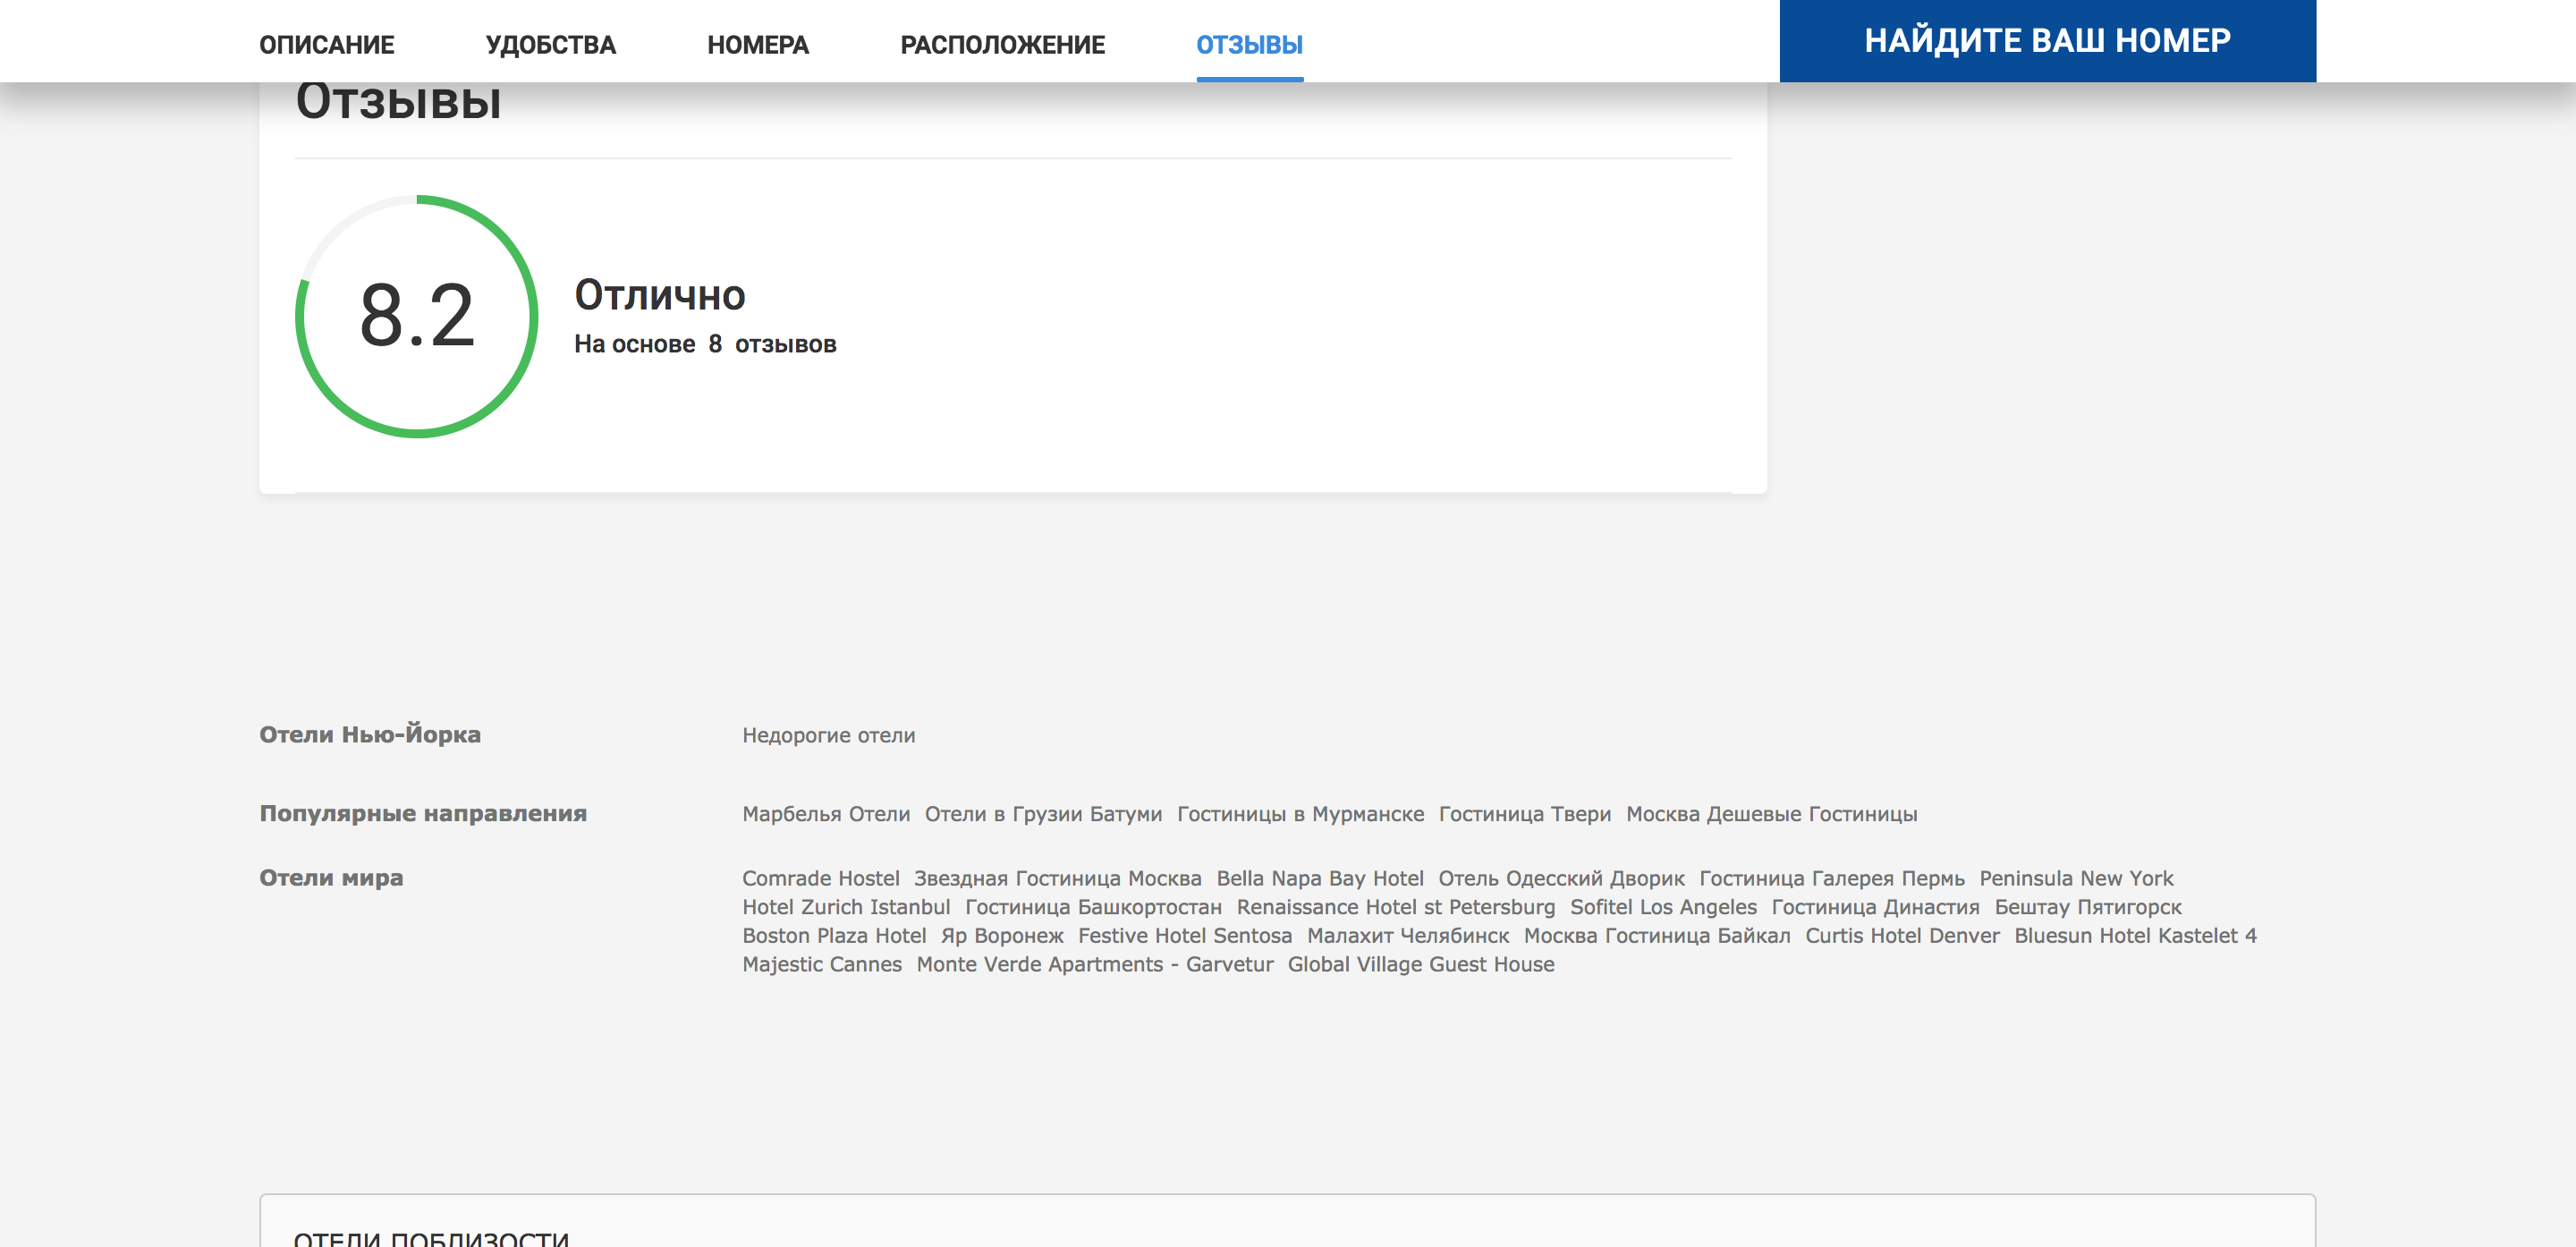 ОПИСАНИЕ УДОБСТВА НОМЕРА РАСПОЛОЖЕНИЕ ОТЗЫВЫ НАЙДИТЕ ВАШ НОМЕР
Отзывы
8.2
Отлично
На основе 8 отзывов
Отели Нью-Йорка Недорогие отели
Популярные направления Марбелья Отели Отели в Грузии Батуми Гостиницы в Мурманске Гостиница Твери Москва Дешевые Гостиницы
Отели мира Comrade Hostel Звездная Гостиница Москва Bella Napa Bay Hotel Отель Одесский Дворик Гостиница Галерея Пермь Peninsula New York
Hotel Zurich Istanbul Гостиница Башкортостан Renaissance Hotel st Petersburg Sofitel Los Angeles Гостиница Династия Бештау Пятигорск
Boston Plaza Hotel Яр Воронеж Festive Hotel Sentosa Малахит Челябинск Москва Гостиница Байкал Curtis Hotel Denver Bluesun Hotel Kastelet 4
Majestic Cannes Monte Verde Apartments - Garvetur Global Village Guest House
ОТЕЛИ ПОБЛИЗОСТИ